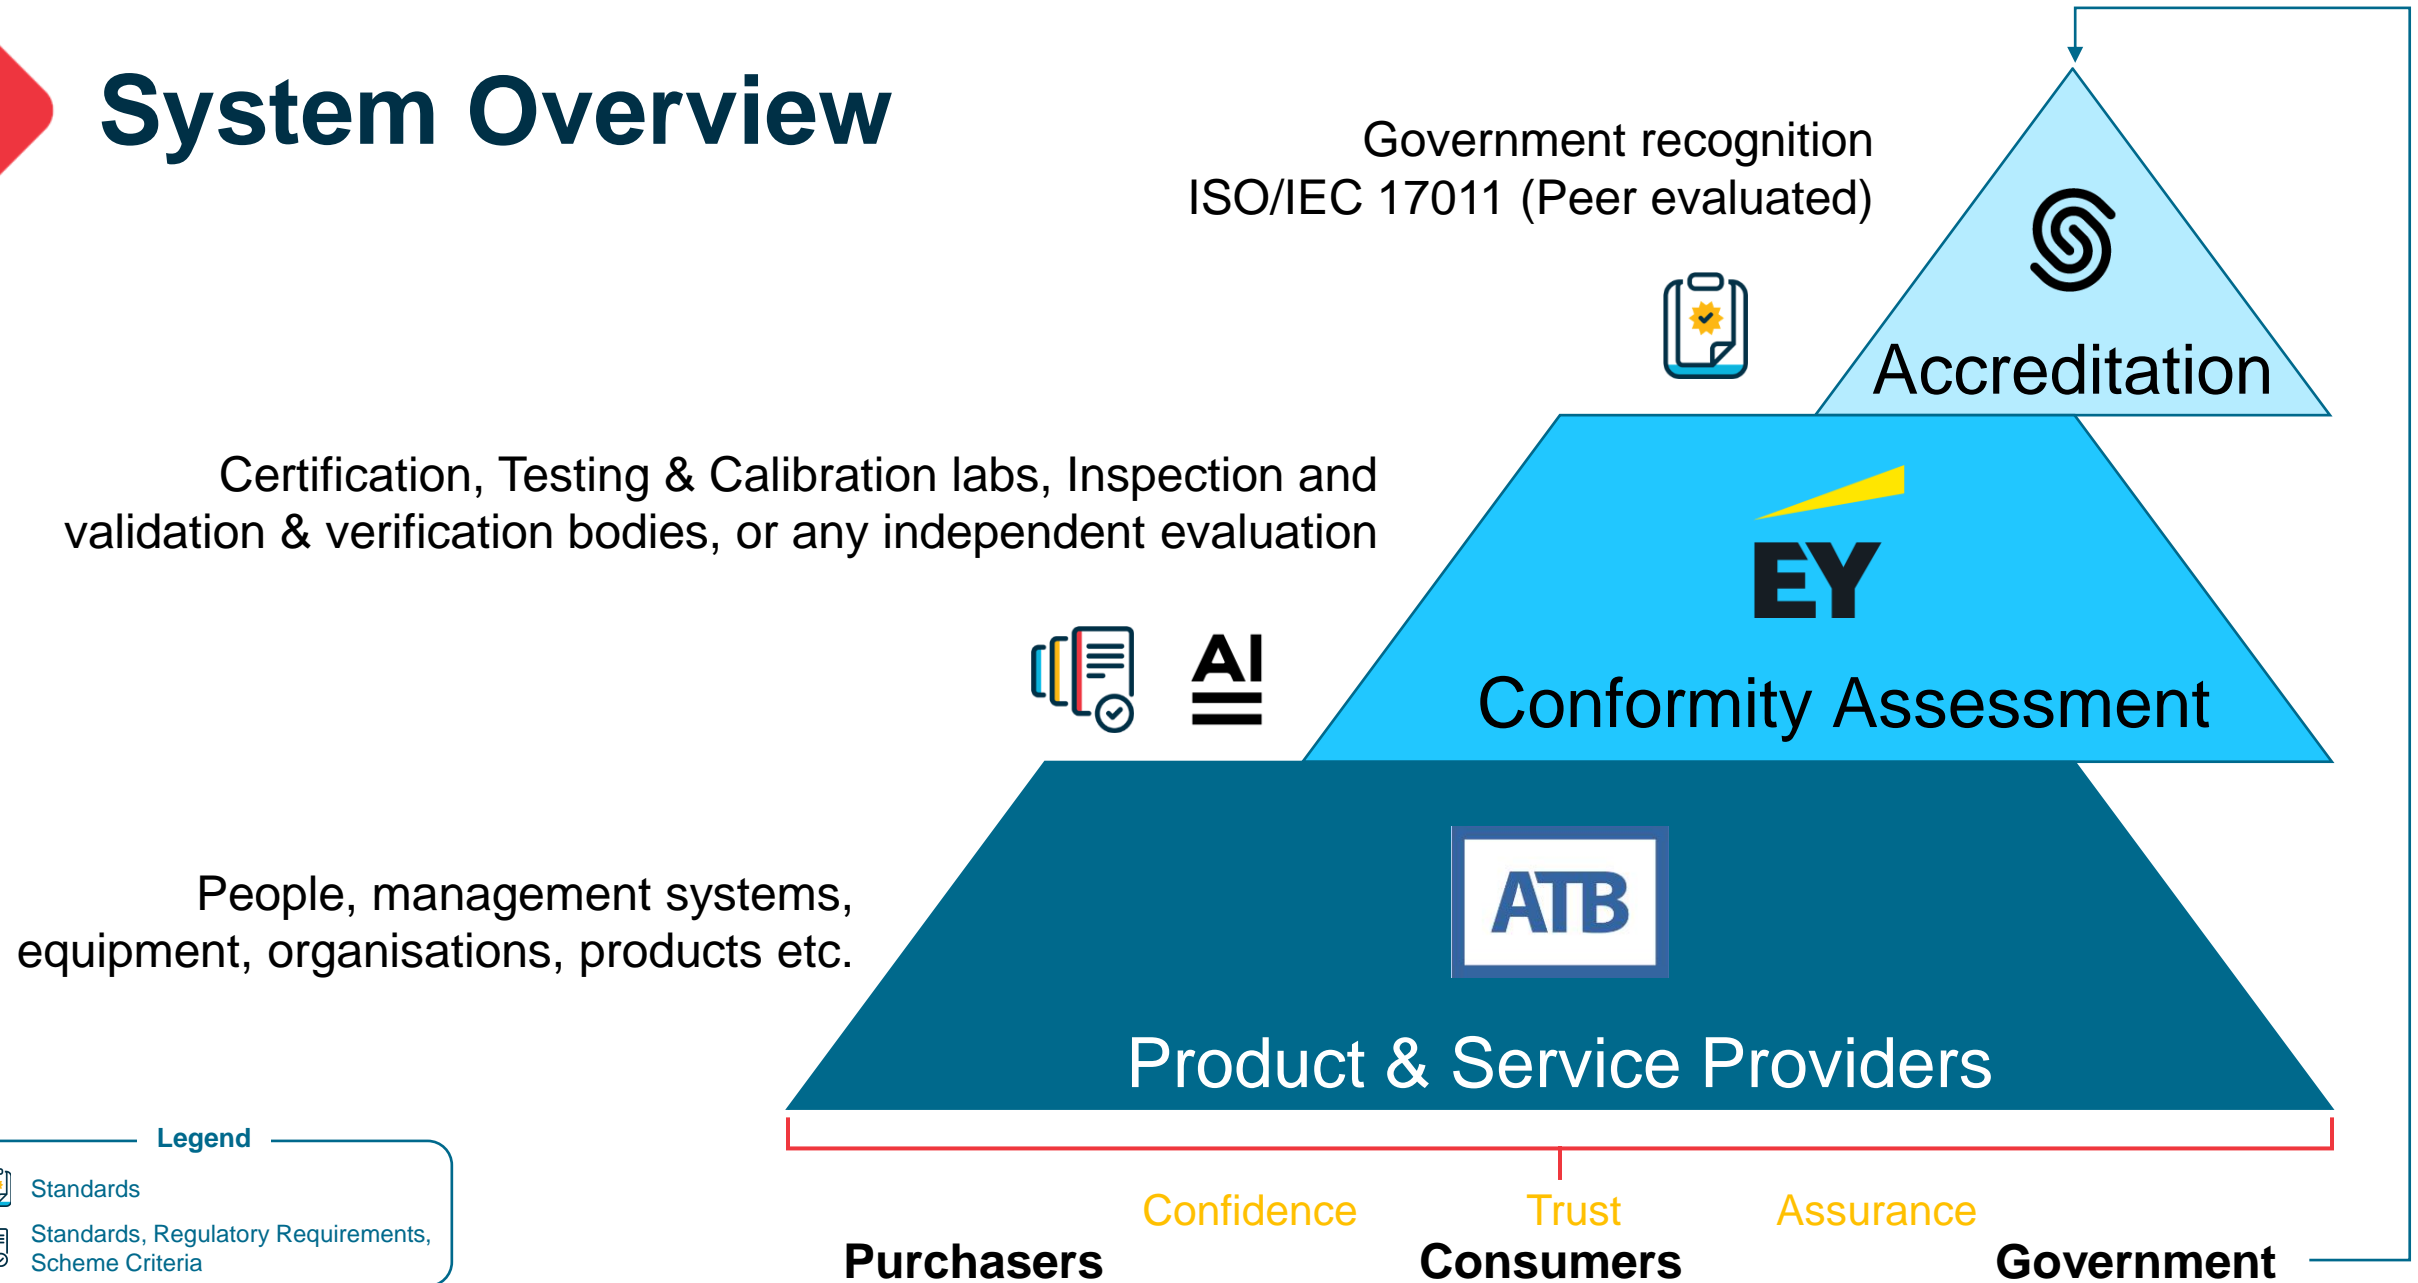 System Overview
Government recognition
ISO/IEC 17011 (Peer evaluated)
Accreditation
Certification, Testing & Calibration labs, Inspection and
validation & verification bodies, or any independent evaluation
EY
AI
Conformity Assessment
People, management systems,
equipment, organisations, products etc.
ATB
Product & Service Providers
Legend
Standards
Standards, Regulatory Requirements,
Scheme Criteria
Confidence Trust Assurance
Purchasers Consumers Government